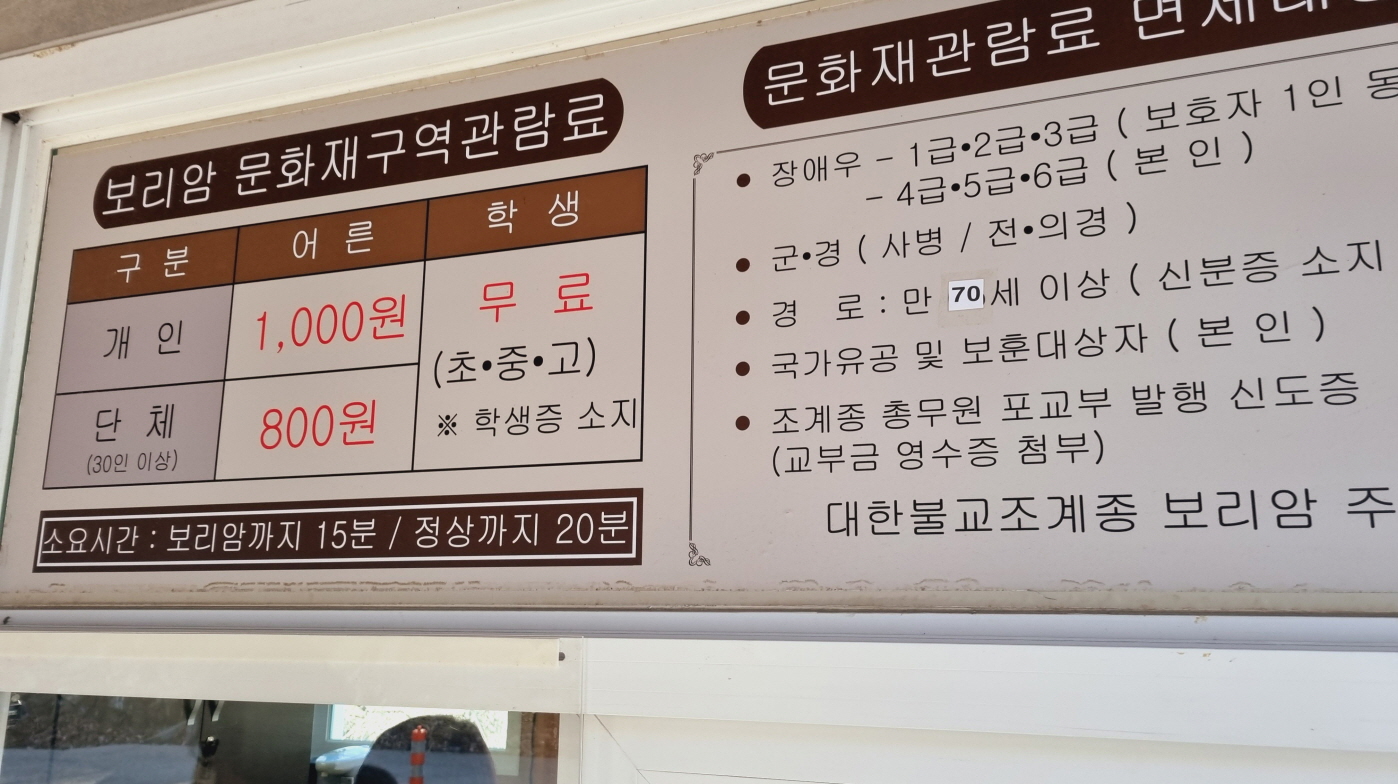 보리암 문화재구역관람료
구 분 어 른 학 생
개 인 1,000원 무 료
(초•중•고)
단 체 800원 ※ 학생증 소지
(30인 이상)
소요시간 : 보리암까지 15분 / 정상까지 20분
문화재관람료 면제대상
• 장애우 - 1급•2급•3급 ( 보호자 1인 동
- 4급•5급•6급 ( 본 인 )
• 군•경 ( 사병 / 전•의경 )
• 경 로 : 만 70세 이상 ( 신분증 소지
• 국가유공 및 보훈대상자 ( 본 인 )
• 조계종 총무원 포교부 발행 신도증
(교부금 영수증 첨부)
대한불교조계종 보리암 주